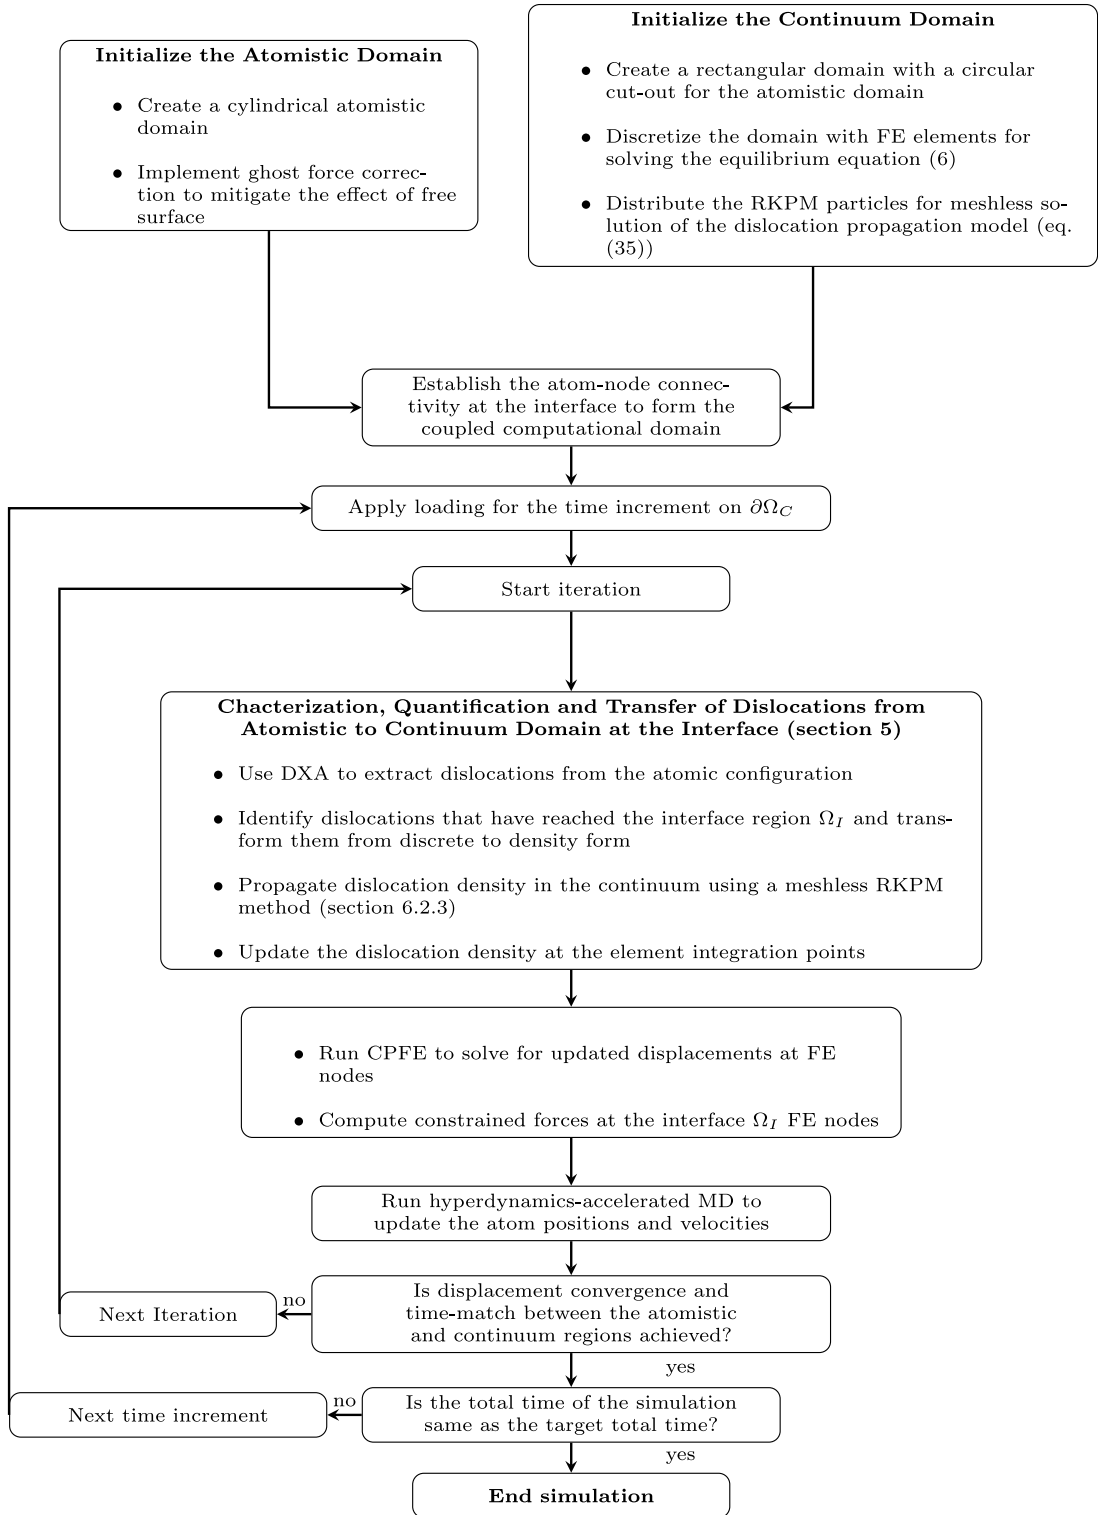 Initialize the Atomistic Domain
• Create a cylindrical atomistic
domain
• Implement ghost force correc-
tion to mitigate the effect of free
surface
Initialize the Continuum Domain
• Create a rectangular domain with a circular
cut-out for the atomistic domain
• Discretize the domain with FE elements for
solving the equilibrium equation (6)
• Distribute the RKPM particles for meshless so-
lution of the dislocation propagation model (eq.
(35))
Establish the atom-node connec-
tivity at the interface to form the
coupled computational domain
Apply loading for the time increment on ∂Ω_C
Start iteration
Chacterization, Quantification and Transfer of Dislocations from
Atomistic to Continuum Domain at the Interface (section 5)
• Use DXA to extract dislocations from the atomic configuration
• Identify dislocations that have reached the interface region Ω_I and trans-
form them from discrete to density form
• Propagate dislocation density in the continuum using a meshless RKPM
method (section 6.2.3)
• Update the dislocation density at the element integration points
• Run CPFE to solve for updated displacements at FE
nodes
• Compute constrained forces at the interface Ω_I FE nodes
Run hyperdynamics-accelerated MD to
update the atom positions and velocities
Is displacement convergence and
time-match between the atomistic
and continuum regions achieved?
no
Next Iteration
yes
Is the total time of the simulation
same as the target total time?
no
Next time increment
yes
End simulation